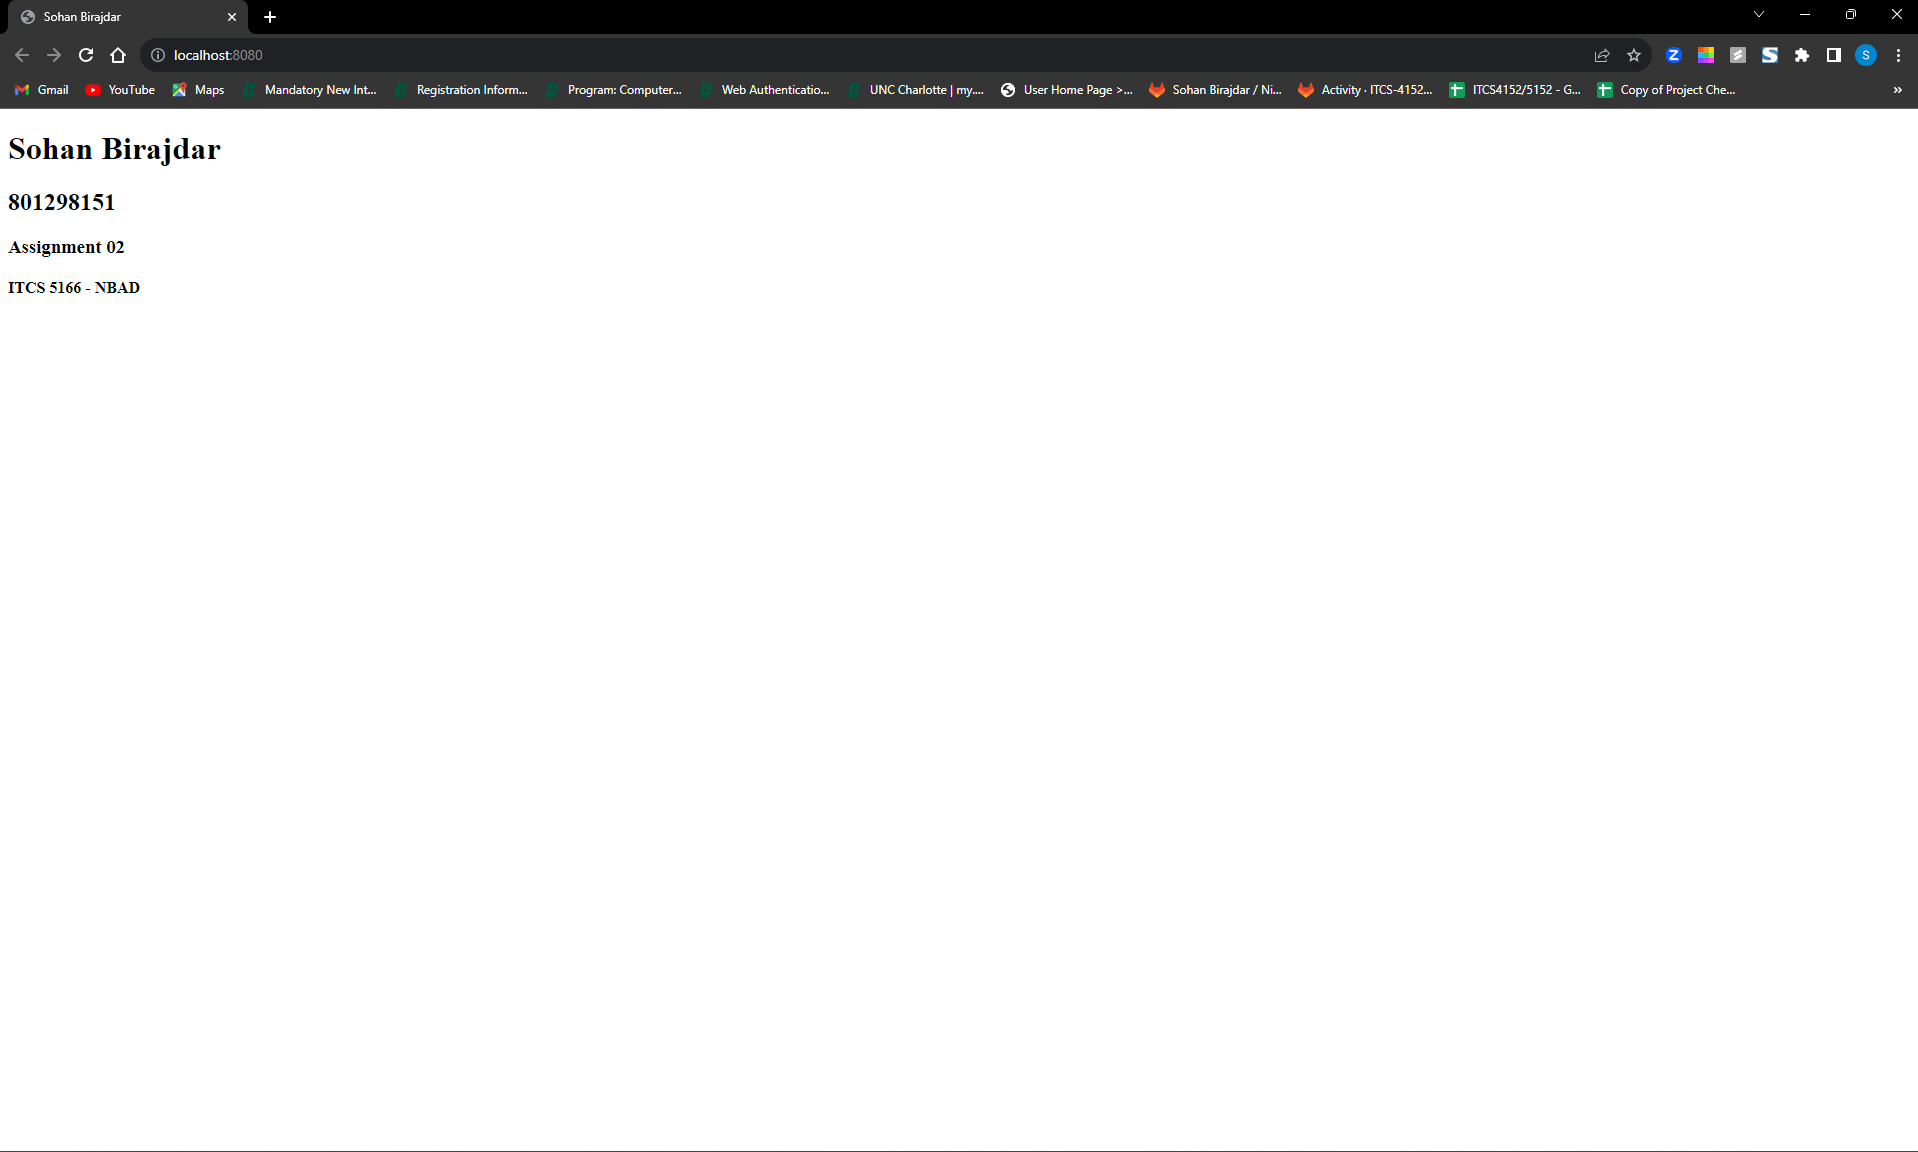 Sohan Birajdar
localhost:8080
Gmail YouTube Maps Mandatory New Int... Registration Inform... Program: Computer... Web Authenticatio... UNC Charlotte | my.... User Home Page >... Sohan Birajdar / Ni... Activity · ITCS-4152... ITCS4152/5152 - G... Copy of Project Che... »
Sohan Birajdar
801298151
Assignment 02
ITCS 5166 - NBAD